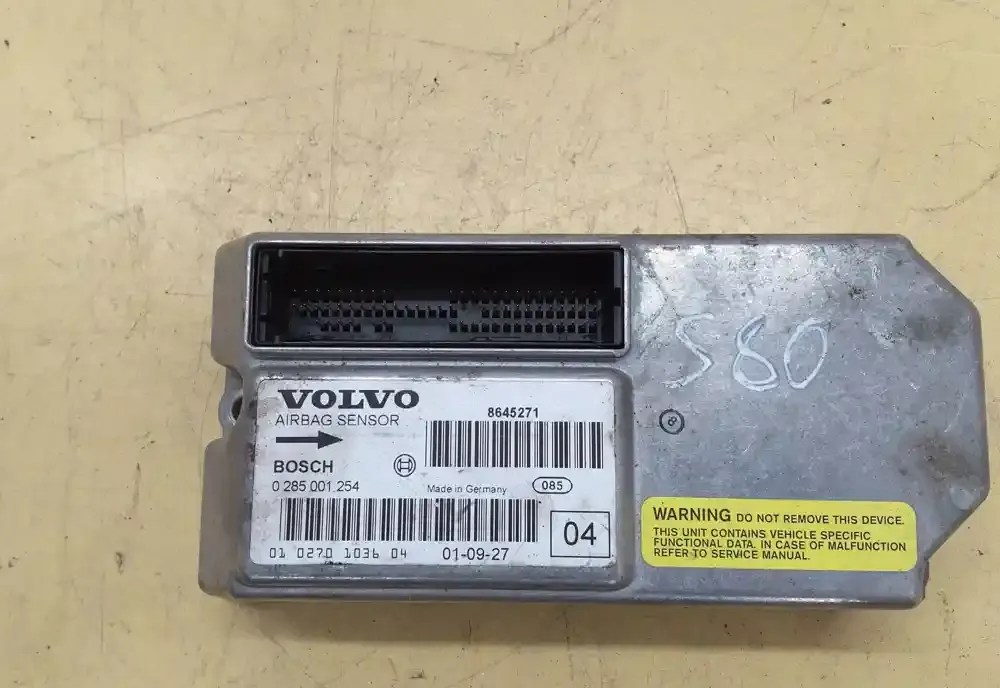 VOLVO
AIRBAG SENSOR
8645271
BOSCH
0 285 001 254
Made in Germany
085
01 0270 1036 04
01-09-27
04
S80
8
WARNING DO NOT REMOVE THIS DEVICE.
THIS UNIT CONTAINS VEHICLE SPECIFIC
FUNCTIONAL DATA. IN CASE OF MALFUNCTION
REFER TO SERVICE MANUAL.